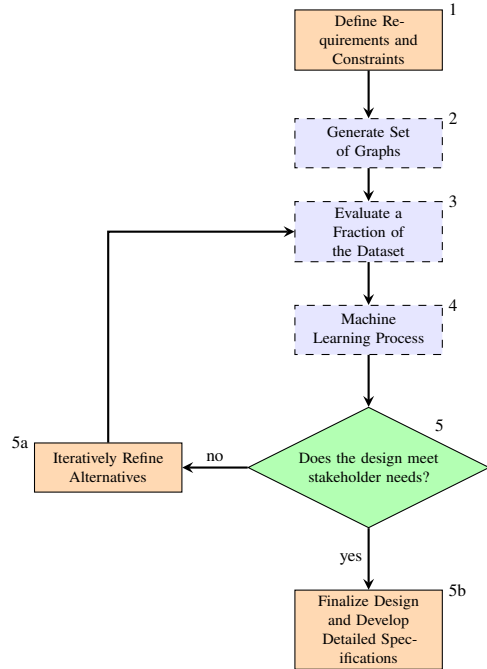 1
Define Re-
quirements and
Constraints
2
Generate Set
of Graphs
3
Evaluate a
Fraction of
the Dataset
4
Machine
Learning Process
5
Does the design meet
stakeholder needs?
no
5a
Iteratively Refine
Alternatives
yes
5b
Finalize Design
and Develop
Detailed Spec-
ifications